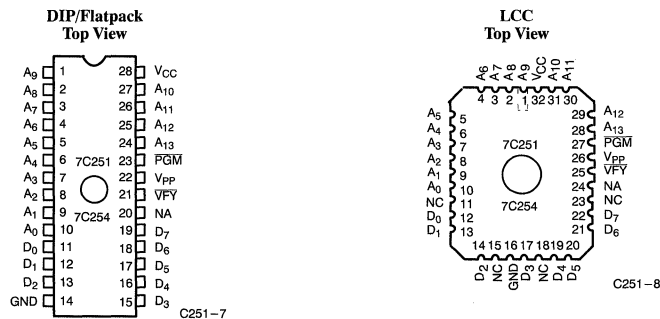 DIP/Flatpack
Top View
A9 1 28 VCC
A8 2 27 A10
A7 3 26 A11
A6 4 25 A12
A5 5 24 A13
A4 6 7C251 23 PGM
A3 7 22 VPP
A2 8 21 VFY
A1 9 7C254 20 NA
A0 10 19 D7
D0 11 18 D6
D1 12 17 D5
D2 13 16 D4
GND 14 15 D3
C251–7
LCC
Top View
A6 A7 A8 A9 VCC A10 A11
4 3 2 1 32 31 30
A5 5 29 A12
A4 6 28 A13
A3 7 7C251 27 PGM
A2 8 26 VPP
A1 9 25 VFY
A0 10 24 NA
NC 11 7C254 23 NC
D0 12 22 D7
D1 13 21 D6
14 15 16 17 18 19 20
D2 NC GND D3 NC D4 D5
C251–8